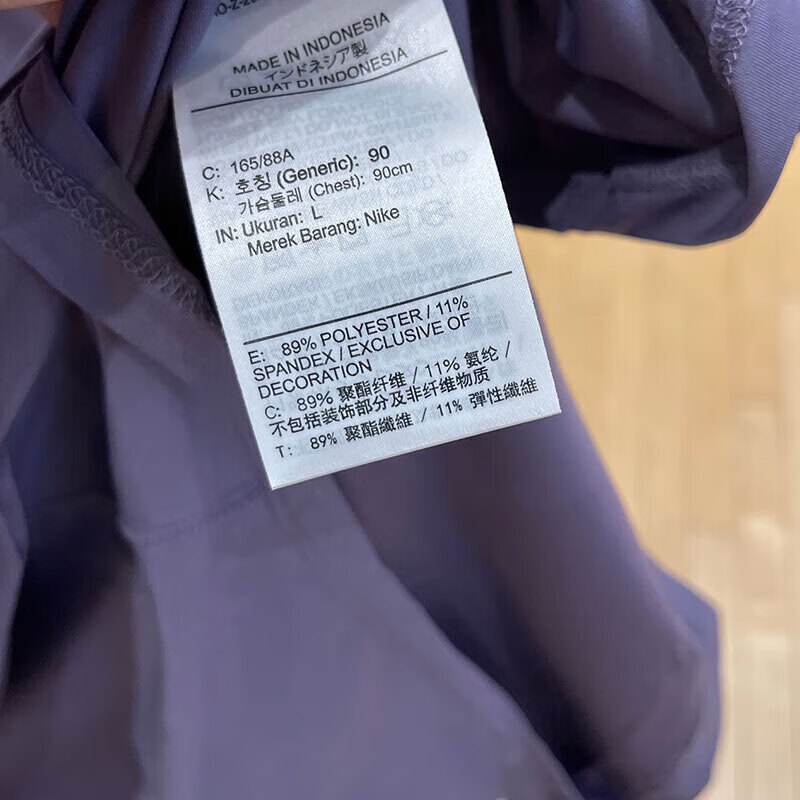 MADE IN INDONESIA
インドネシア製
DIBUAT DI INDONESIA
C: 165/88A
K: 호칭 (Generic): 90
가슴둘레 (Chest): 90cm
IN: Ukuran: L
Merek Barang: Nike
E: 89% POLYESTER / 11%
SPANDEX / EXCLUSIVE OF
DECORATION
C: 89% 聚酯纤维 / 11% 氨纶 /
不包括装饰部分及非纤维物质
T: 89% 聚酯纖維 / 11% 彈性纖維